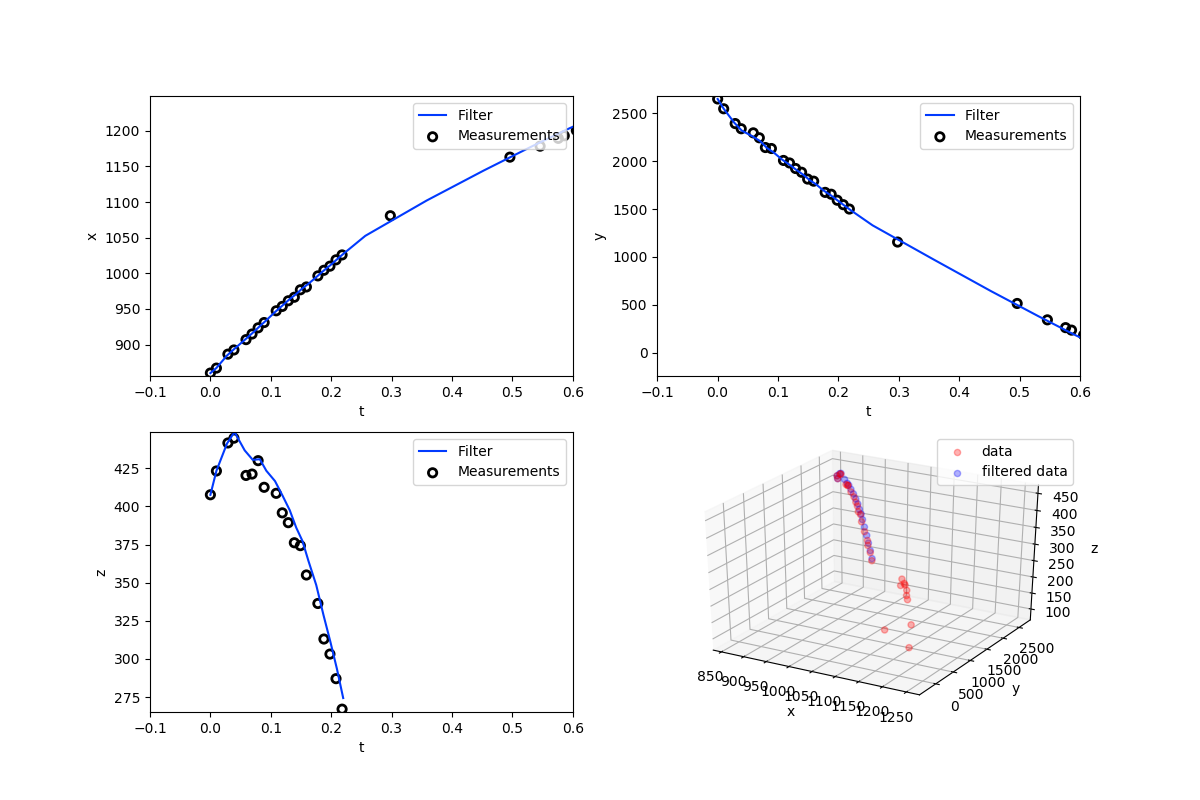 Filter
Measurements
x
1200
1150
1100
1050
1000
950
900
−0.1 0.0 0.1 0.2 0.3 0.4 0.5 0.6
t
Filter
Measurements
y
2500
2000
1500
1000
500
0
−0.1 0.0 0.1 0.2 0.3 0.4 0.5 0.6
t
Filter
Measurements
z
425
400
375
350
325
300
275
−0.1 0.0 0.1 0.2 0.3 0.4 0.5 0.6
t
data
filtered data
450
400
350
300
250
200
150
100
z
850 900 950 1000 1050 1100 1150 1200 1250
x
0 500 1000 1500 2000 2500
y